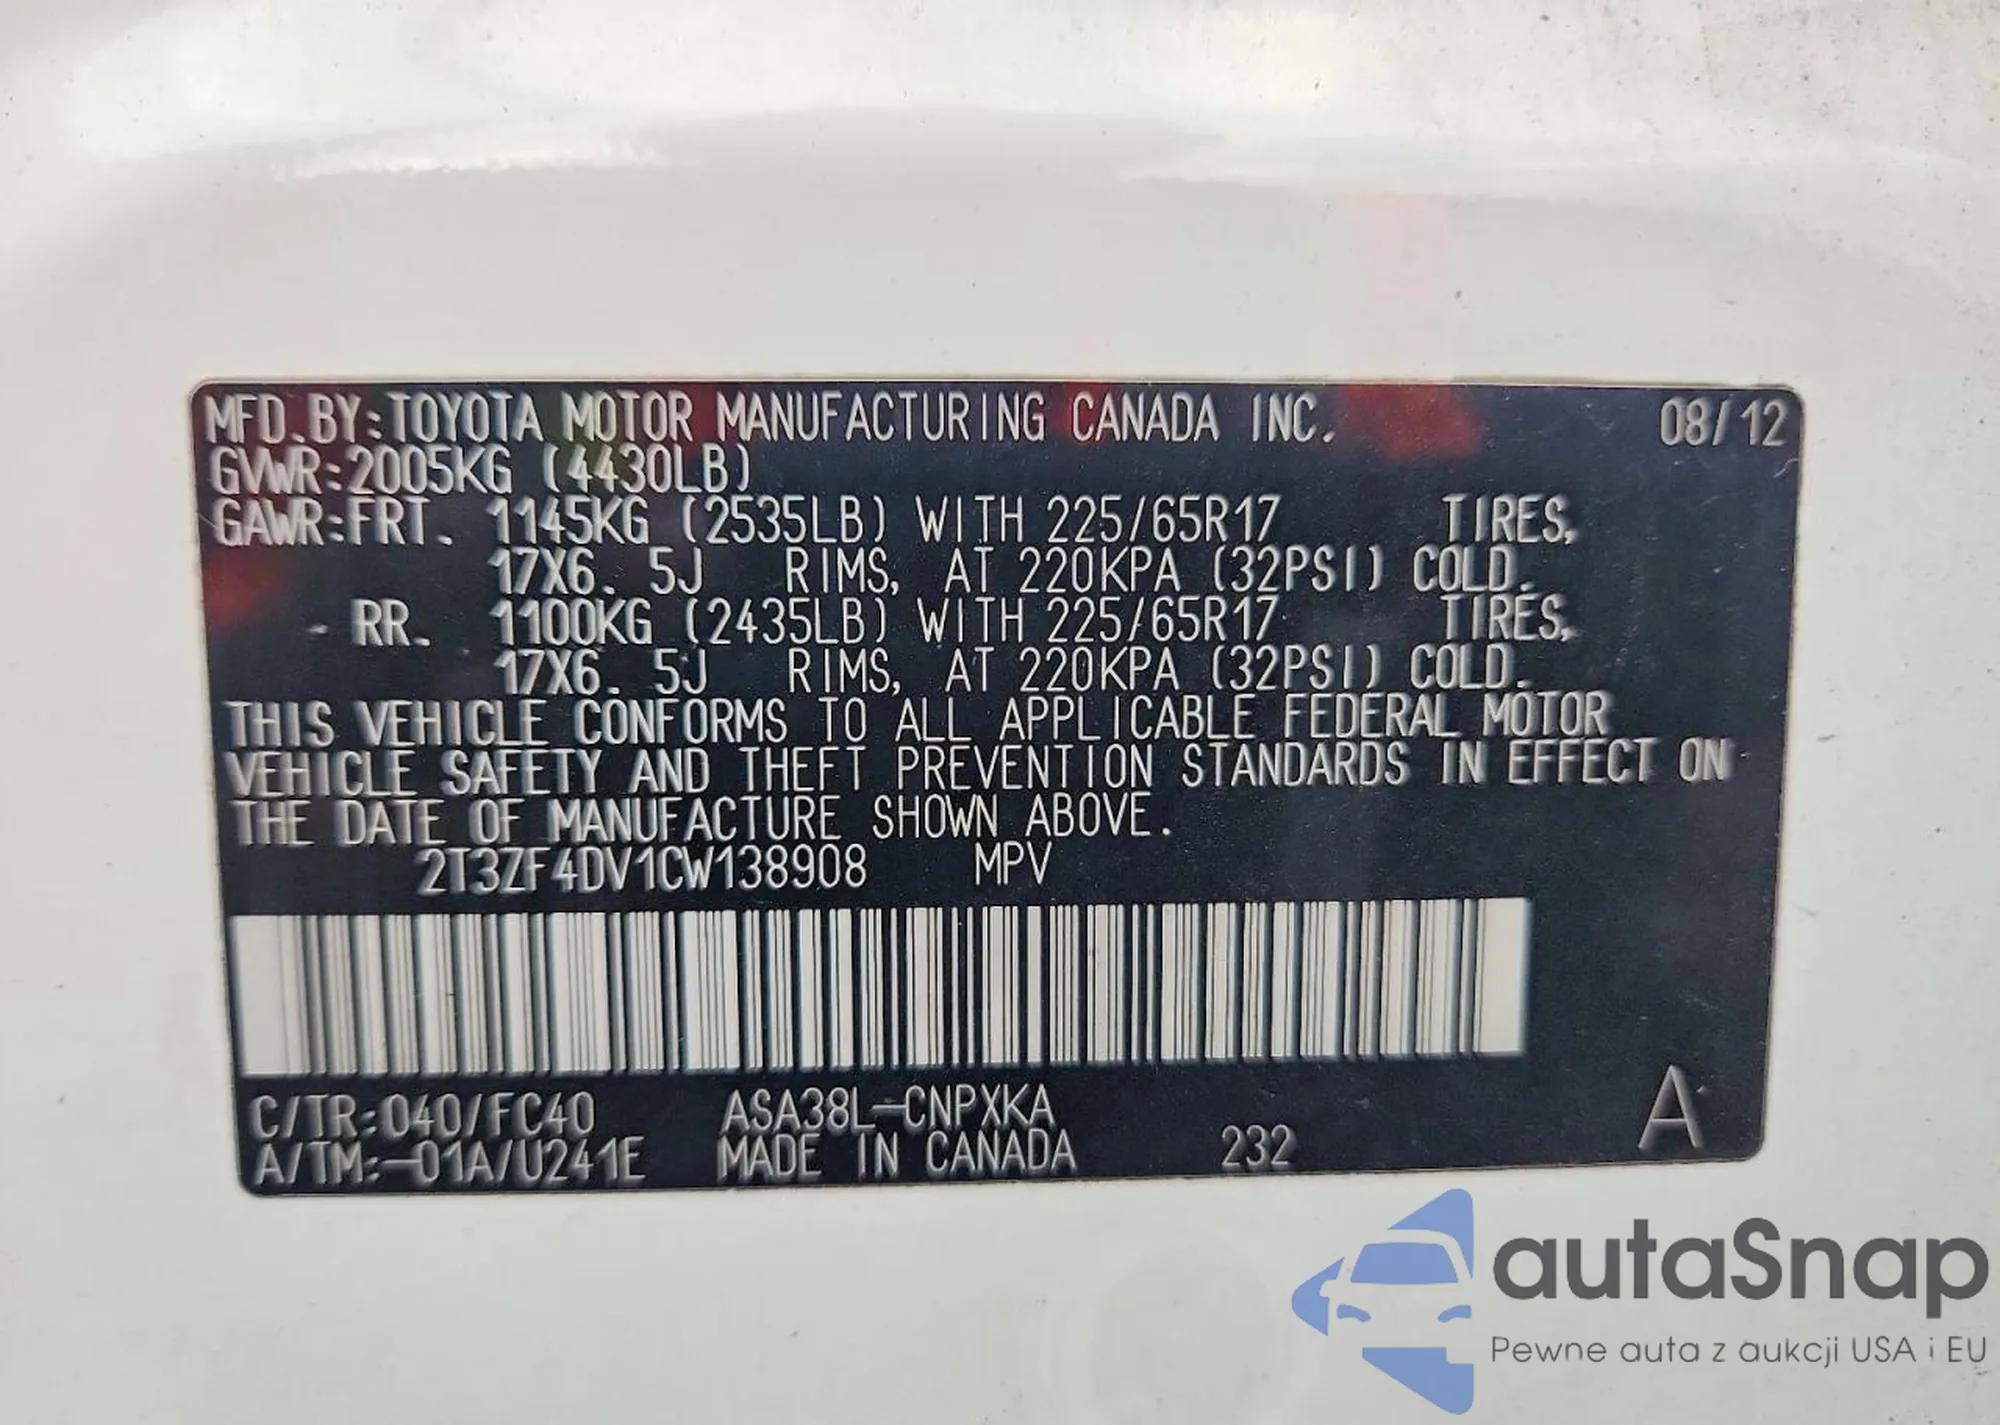 MFD.BY:TOYOTA MOTOR MANUFACTURING CANADA INC. 08/12
GVWR:2005KG (4430LB)
GAWR:FRT. 1145KG (2535LB) WITH 225/65R17 TIRES,
17X6.5J RIMS, AT 220KPA (32PSI) COLD.
RR. 1100KG (2435LB) WITH 225/65R17 TIRES,
17X6.5J RIMS, AT 220KPA (32PSI) COLD.
THIS VEHICLE CONFORMS TO ALL APPLICABLE FEDERAL MOTOR
VEHICLE SAFETY AND THEFT PREVENTION STANDARDS IN EFFECT ON
THE DATE OF MANUFACTURE SHOWN ABOVE.
2T3ZF4DV1CW138908 MPV
C/TR:040/FC40 ASA38L-CNPXKA
A/TM:-01A/U241E MADE IN CANADA 232 A
autaSnap
Pewne auta z aukcji USA i EU